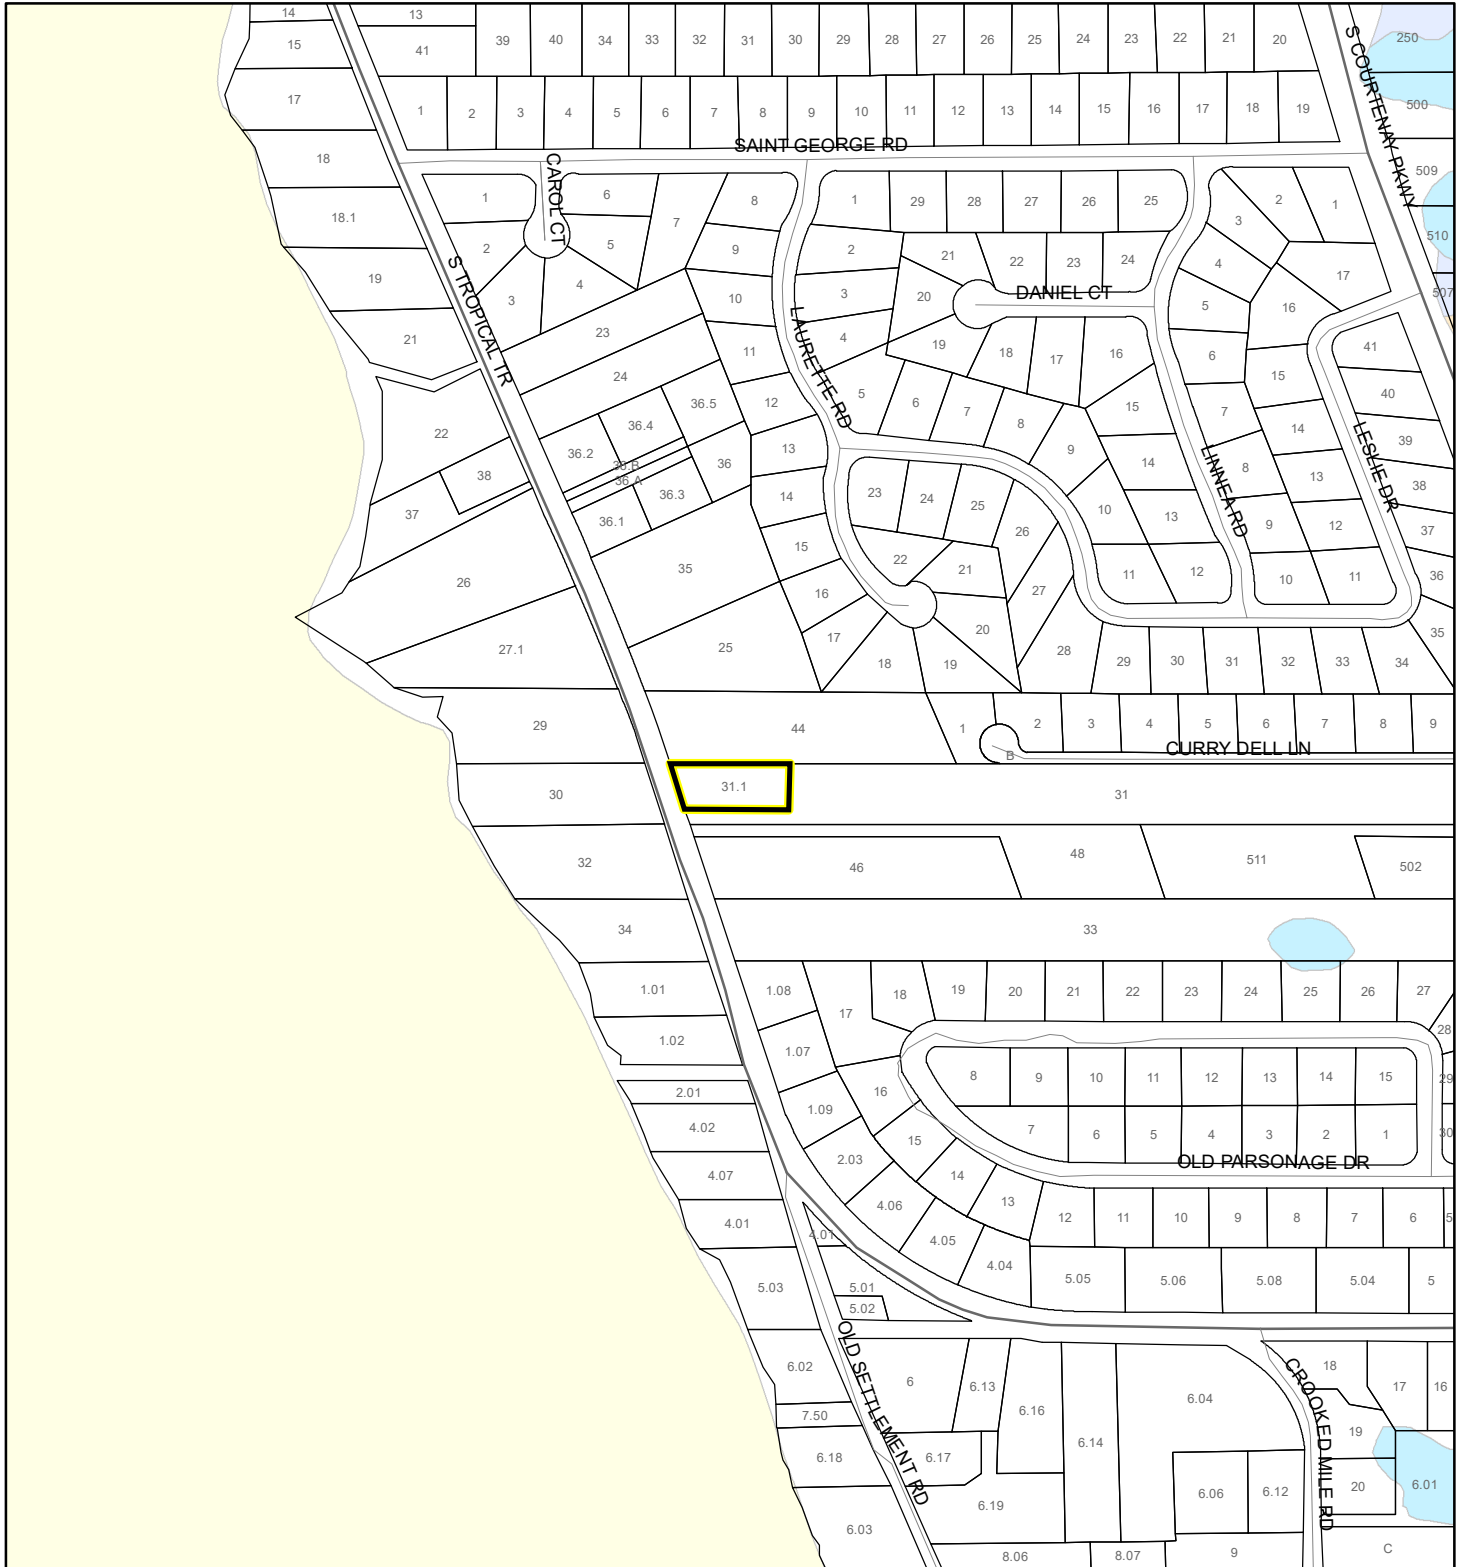 14 13 39 40 34 33 32 31 30 29 28 27 26 25 24 23 22 21 20 250
15 41
17 1 2 3 4 5 6 7 8 9 10 11 12 13 14 15 16 17 18 19 500
S COURTENAY PKWY
SAINT GEORGE RD
18 CAROL CT 509
18.1 1 6 7 8 1 29 28 27 26 25 3 2 1 510
2 5 9 2 21 22 23 24 4 17
19 3 4 10 3 20 DANIEL CT 5 16 507
S TROPICAL TR
21 23 11 4 19 18 17 16 6 15 41
LAURETTE RD
24 12 5 6 7 8 15 7 14 40
22 36.2 36.4 36.5 13 9 14 8 13 39
38 36.B 36 LINNEA RD LESLIE DR 38
37 36.A 36.3 14 23 24 25 26 10 13 9 12 37
36.1 15 22 21 11 12 10 11 36
26 35 16 27
27.1 25 17 18 19 20 28 29 30 31 32 33 34 35
29 44 1 2 3 4 5 6 7 8 9
B CURRY DELL LN
30 31.1 31
32 46 48 511 502
34 33
1.01 1.08 17 18 19 20 21 22 23 24 25 26 27
1.02 1.07 28
2.01 16 8 9 10 11 12 13 14 15 29
4.02 1.09 15 7 6 5 4 3 2 1 30
4.07 2.03 14 OLD PARSONAGE DR
4.01 4.01 4.06 13 12 11 10 9 8 7 6 5
5.03 5.01 4.05 4.04 5.05 5.06 5.08 5.04 5
5.02
OLD SETTLEMENT RD
6.02 6 6.13 6.16 6.14 6.04 CROOKED MILE RD 18 17 16
7.50 19
6.18 6.17 6.06 6.12 20 6.01
6.03 6.19
8.06 8.07 9 C